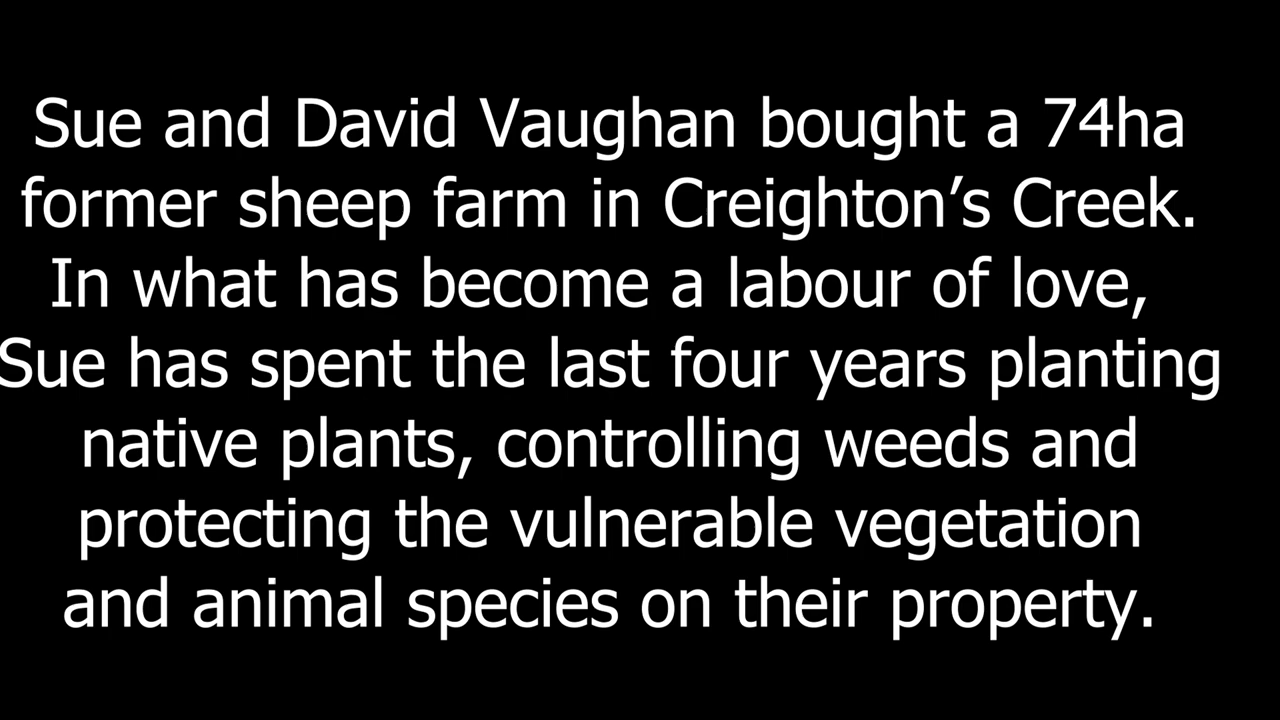 Sue and David Vaughan bought a 74ha
former sheep farm in Creighton’s Creek.
In what has become a labour of love,
Sue has spent the last four years planting
native plants, controlling weeds and
protecting the vulnerable vegetation
and animal species on their property.